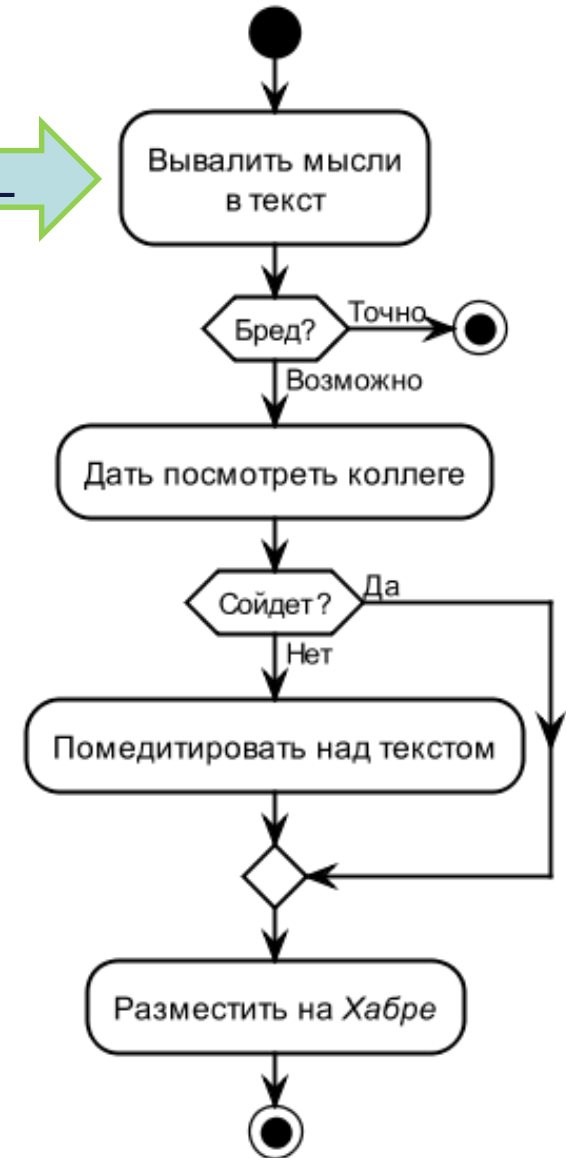 Вывалить мысли
в текст
Бред?
Точно
Возможно
Дать посмотреть коллеге
Сойдет?
Да
Нет
Помедитировать над текстом
Разместить на Хабре